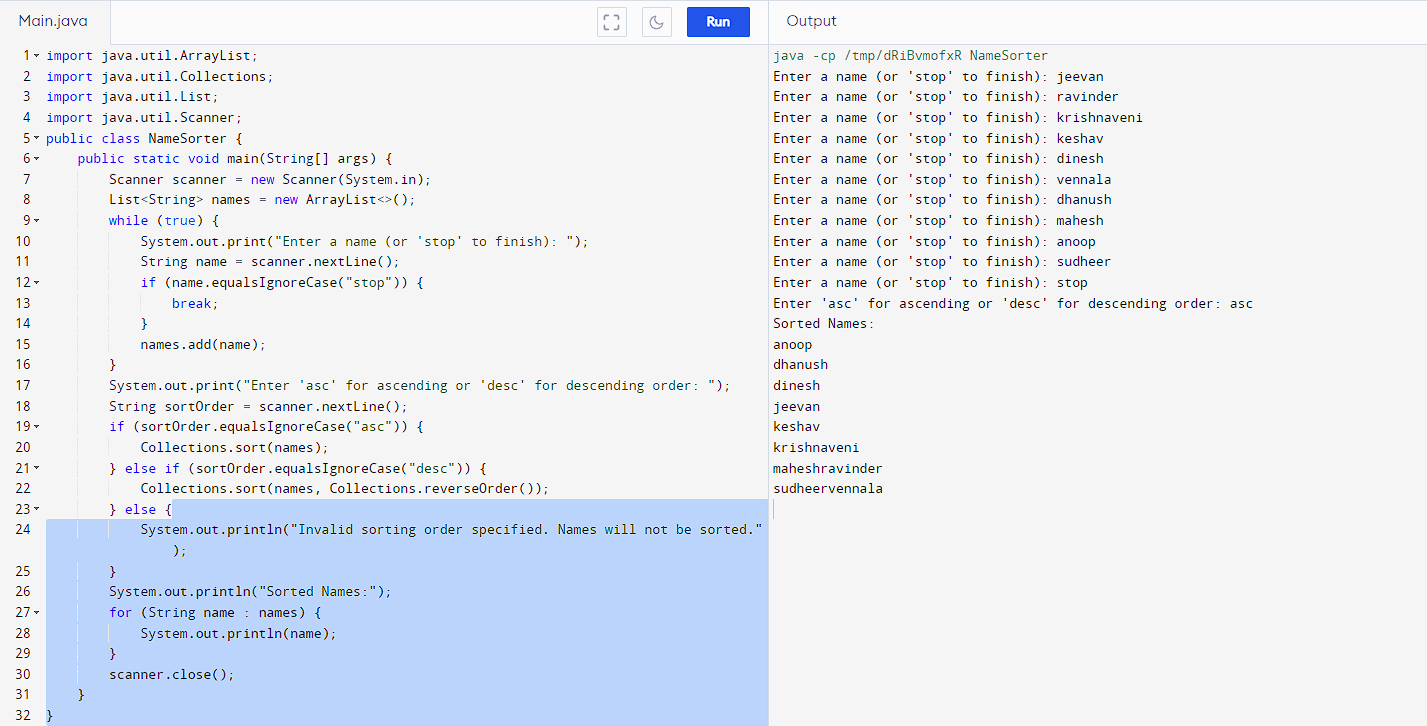 Main.java
Run
Output
1 import java.util.ArrayList;
2 import java.util.Collections;
3 import java.util.List;
4 import java.util.Scanner;
5 public class NameSorter {
6     public static void main(String[] args) {
7         Scanner scanner = new Scanner(System.in);
8         List<String> names = new ArrayList<>();
9         while (true) {
10             System.out.print("Enter a name (or 'stop' to finish): ");
11             String name = scanner.nextLine();
12             if (name.equalsIgnoreCase("stop")) {
13                 break;
14             }
15             names.add(name);
16         }
17         System.out.print("Enter 'asc' for ascending or 'desc' for descending order: ");
18         String sortOrder = scanner.nextLine();
19         if (sortOrder.equalsIgnoreCase("asc")) {
20             Collections.sort(names);
21         } else if (sortOrder.equalsIgnoreCase("desc")) {
22             Collections.sort(names, Collections.reverseOrder());
23         } else {
24             System.out.println("Invalid sorting order specified. Names will not be sorted."
                );
25         }
26         System.out.println("Sorted Names:");
27         for (String name : names) {
28             System.out.println(name);
29         }
30         scanner.close();
31     }
32 }
java -cp /tmp/dRiBvmofxR NameSorter
Enter a name (or 'stop' to finish): jeevan
Enter a name (or 'stop' to finish): ravinder
Enter a name (or 'stop' to finish): krishnaveni
Enter a name (or 'stop' to finish): keshav
Enter a name (or 'stop' to finish): dinesh
Enter a name (or 'stop' to finish): vennala
Enter a name (or 'stop' to finish): dhanush
Enter a name (or 'stop' to finish): mahesh
Enter a name (or 'stop' to finish): anoop
Enter a name (or 'stop' to finish): sudheer
Enter a name (or 'stop' to finish): stop
Enter 'asc' for ascending or 'desc' for descending order: asc
Sorted Names:
anoop
dhanush
dinesh
jeevan
keshav
krishnaveni
maheshravinder
sudheervennala